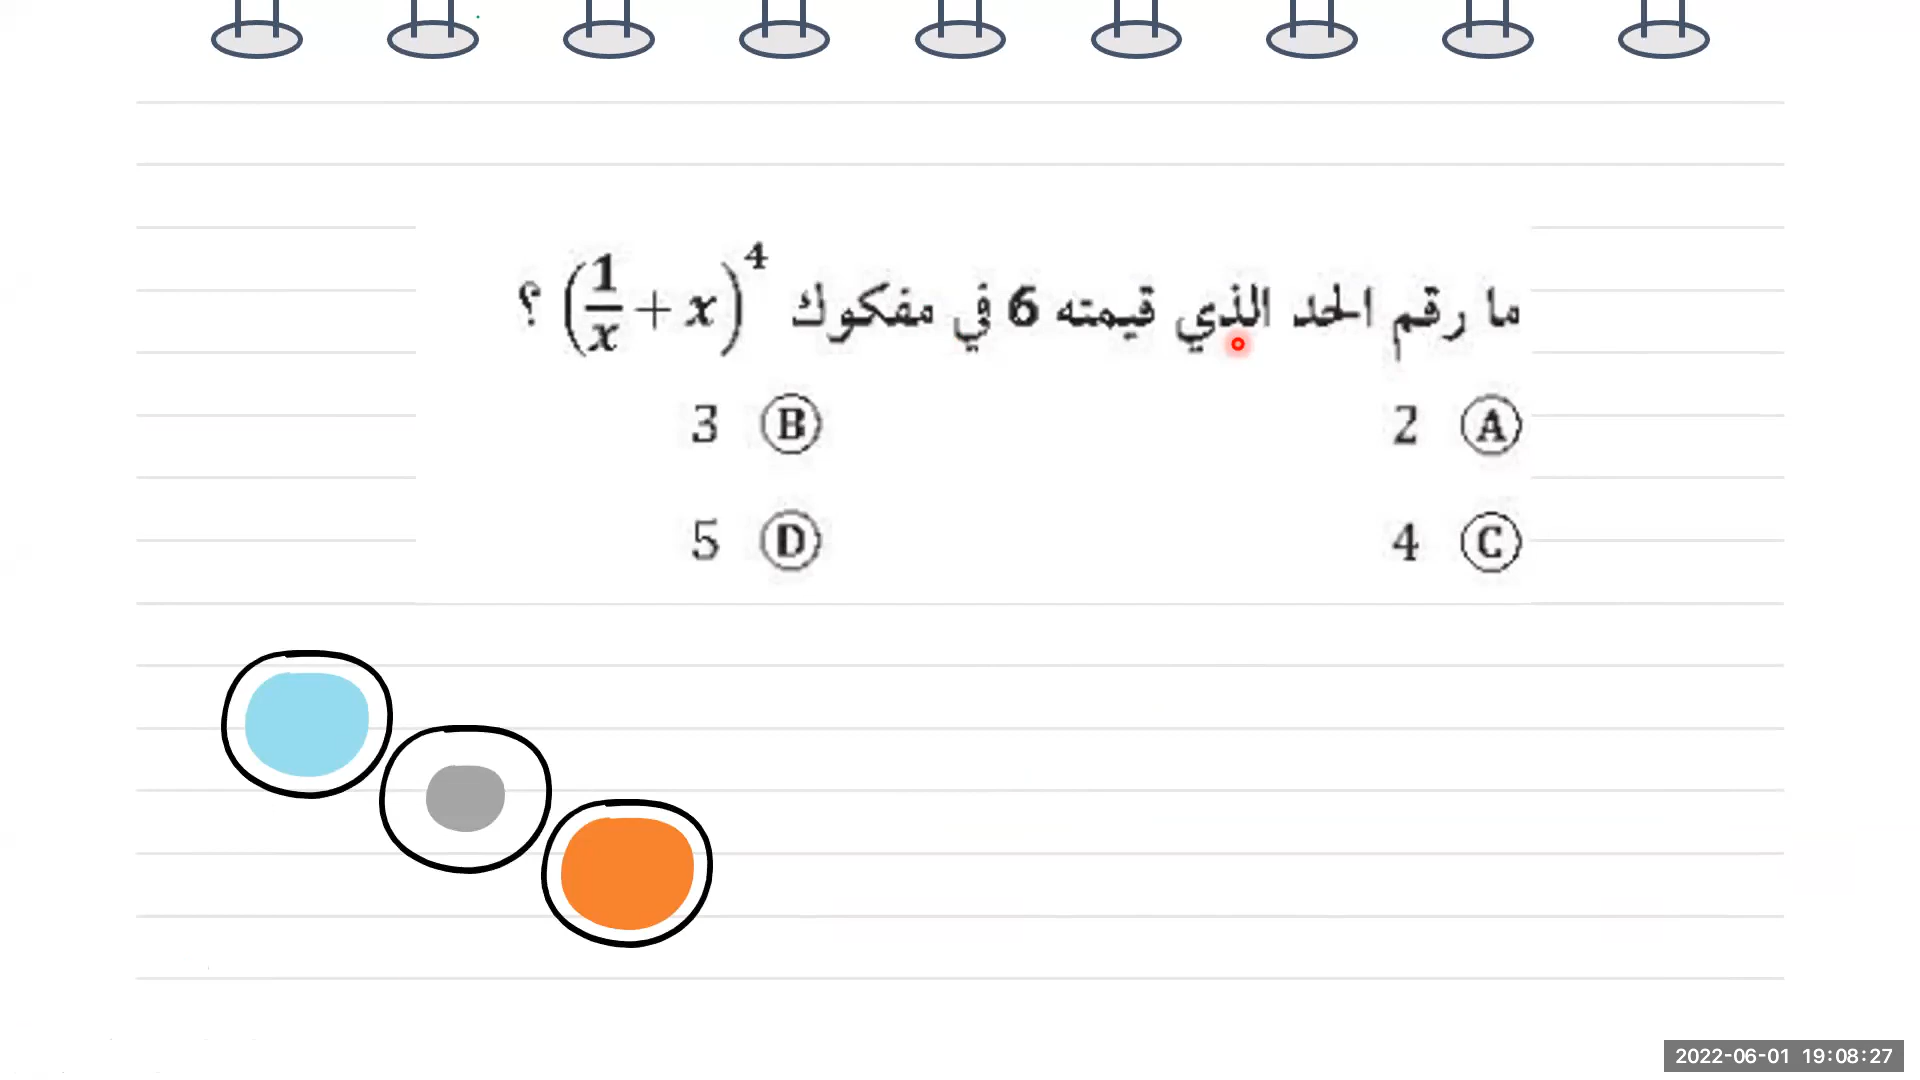 ما رقم الحد الذي قيمته 6 في مفكوك (1/x + x)^4 ؟
A 2 B 3
C 4 D 5
2022-06-01 19:08:27